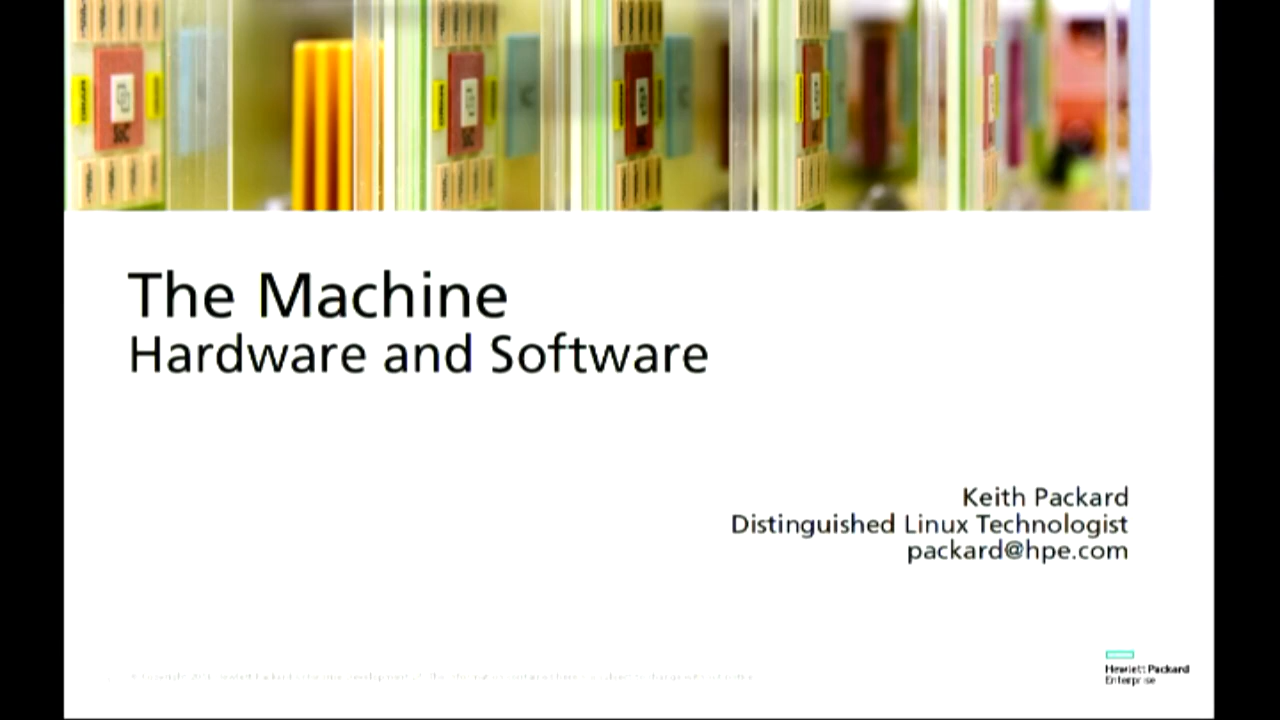 The Machine
Hardware and Software
Keith Packard
Distinguished Linux Technologist
packard@hpe.com
Hewlett Packard
Enterprise